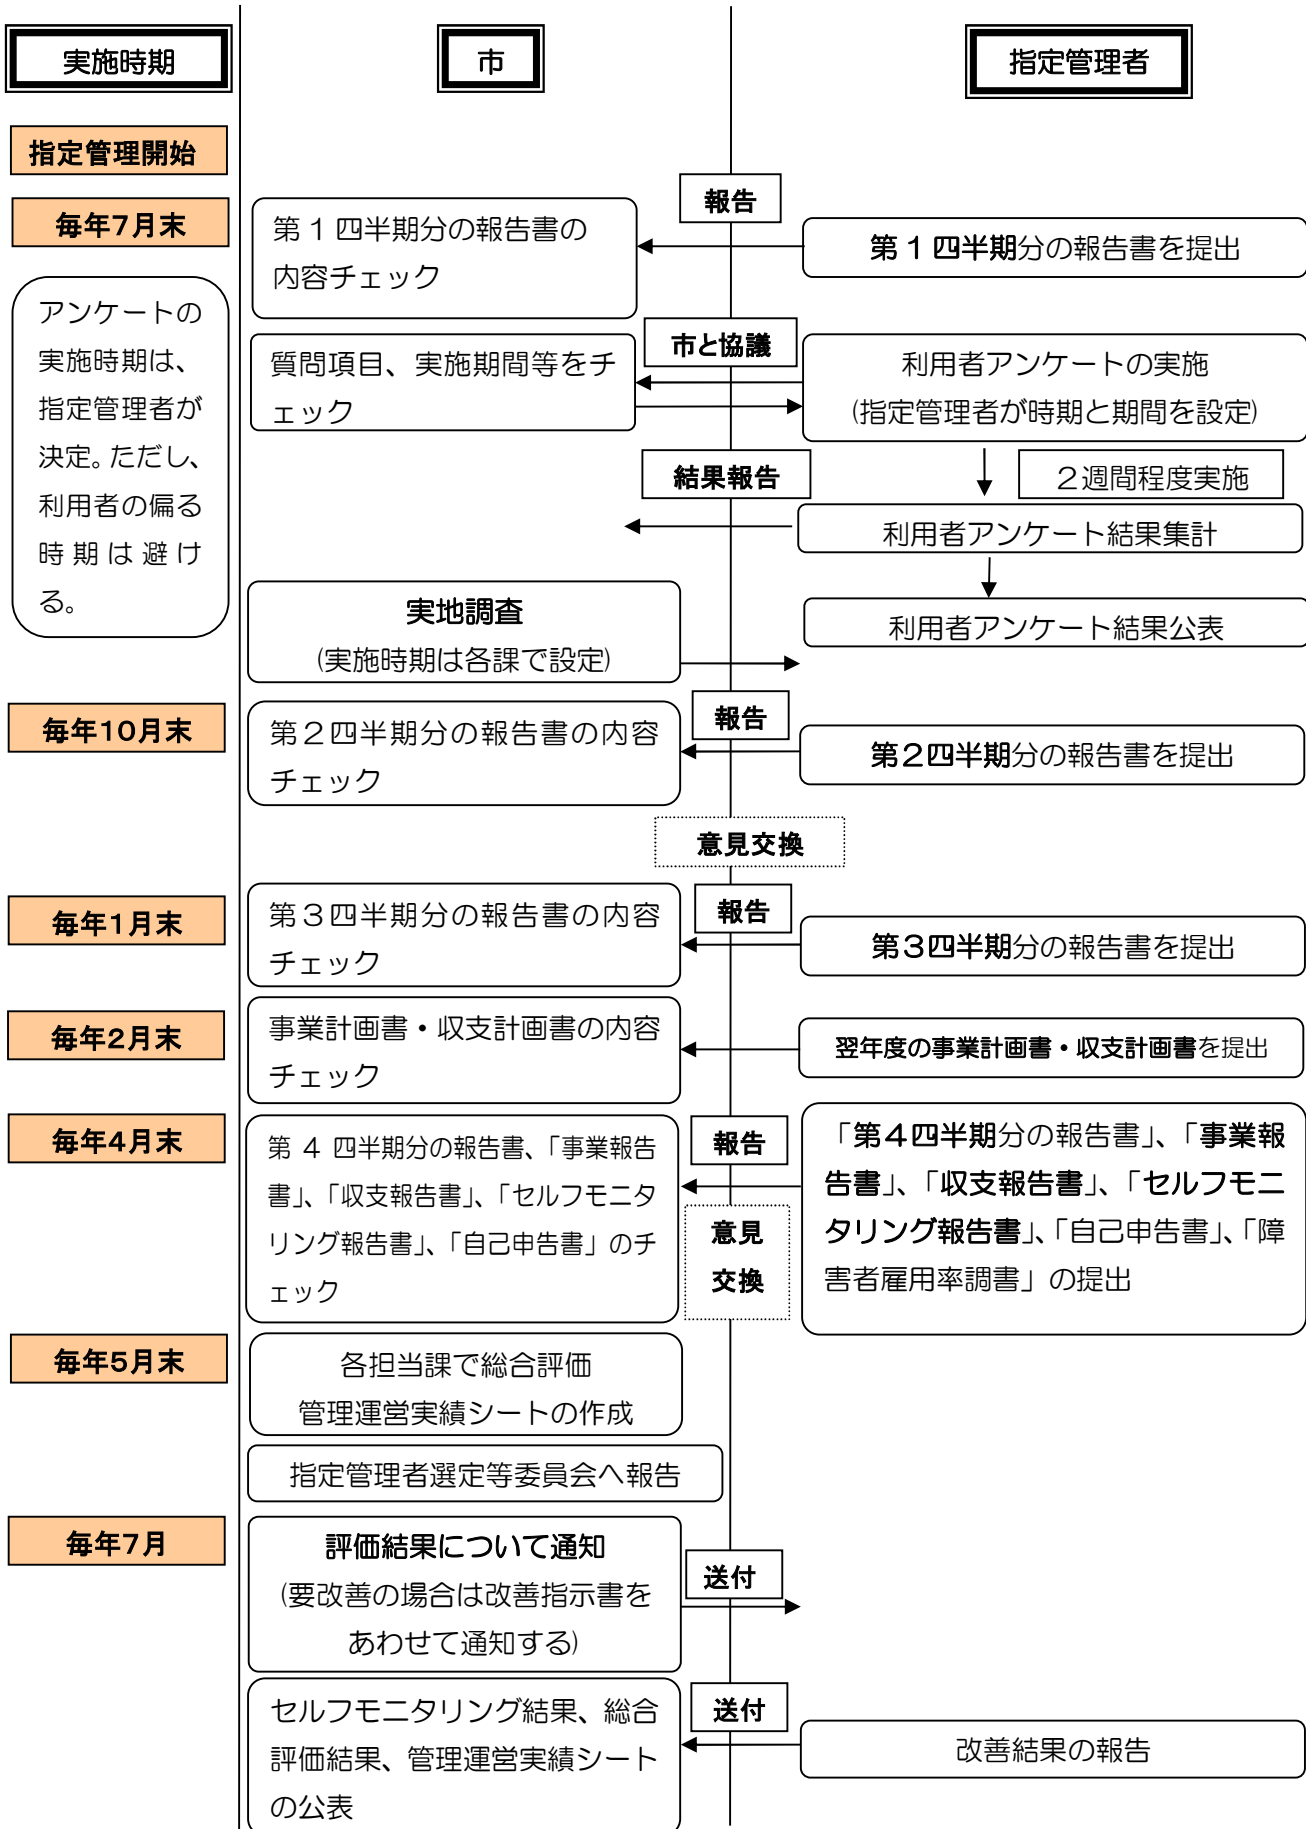 実施時期
市
指定管理者
指定管理開始
報告
毎年7月末
第１四半期分の報告書の
内容チェック
第１四半期分の報告書を提出
アンケートの
実施時期は、
指定管理者が
決定。ただし、
利用者の偏る
時期は避け
る。
市と協議
質問項目、実施期間等をチ
ェック
利用者アンケートの実施
(指定管理者が時期と期間を設定)
結果報告
２週間程度実施
利用者アンケート結果集計
実地調査
(実施時期は各課で設定)
利用者アンケート結果公表
毎年10月末
報告
第２四半期分の報告書の内容
チェック
第２四半期分の報告書を提出
意見交換
毎年1月末
報告
第３四半期分の報告書の内容
チェック
第３四半期分の報告書を提出
毎年2月末
事業計画書・収支計画書の内容
チェック
翌年度の事業計画書・収支計画書を提出
毎年4月末
報告
第 4 四半期分の報告書、「事業報告
書」、「収支報告書」、「セルフモニタ
リング報告書」、「自己申告書」のチ
ェック
意見
交換
「第４四半期分の報告書」、「事業報
告書」、「収支報告書」、「セルフモニ
タリング報告書」、「自己申告書」、「障
害者雇用率調書」の提出
毎年5月末
各担当課で総合評価
管理運営実績シートの作成
指定管理者選定等委員会へ報告
毎年7月
評価結果について通知
(要改善の場合は改善指示書を
あわせて通知する)
送付
セルフモニタリング結果、総合
評価結果、管理運営実績シート
の公表
送付
改善結果の報告